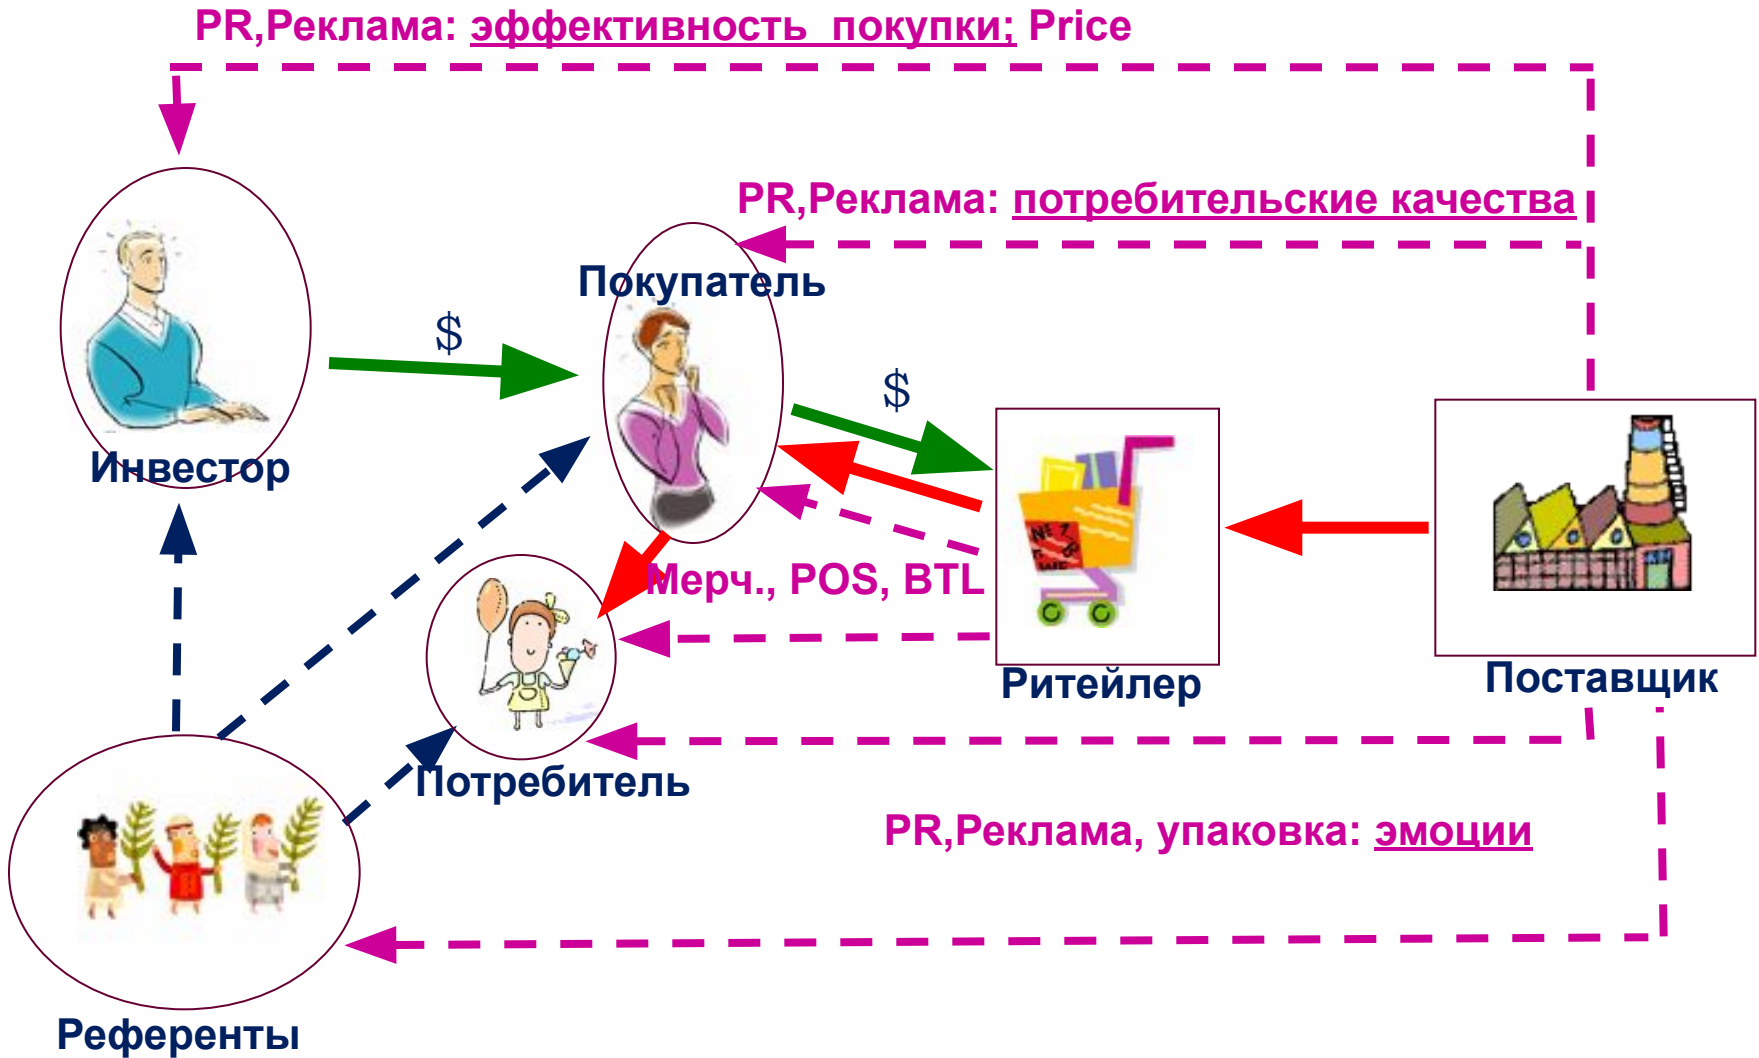 PR,Реклама: эффективность покупки; Price
PR,Реклама: потребительские качества
Покупатель
$
$
Инвестор
Мерч., POS, BTL
Ритейлер
Поставщик
Потребитель
PR,Реклама, упаковка: эмоции
Референты